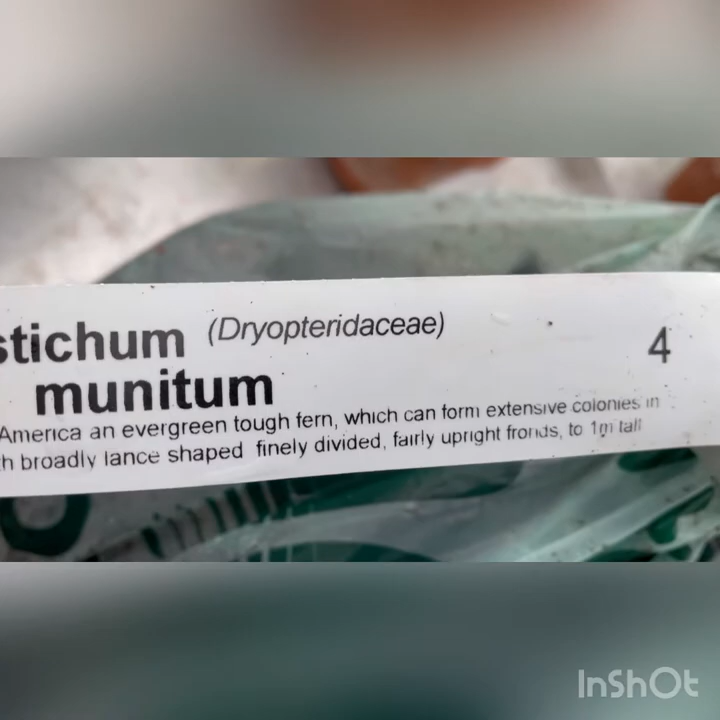 stichum (Dryopteridaceae) 4
munitum
America an evergreen tough fern, which can form extensive colonies in
h broadly lance shaped finely divided, fairly upright fronds, to 1m tall
InShOt